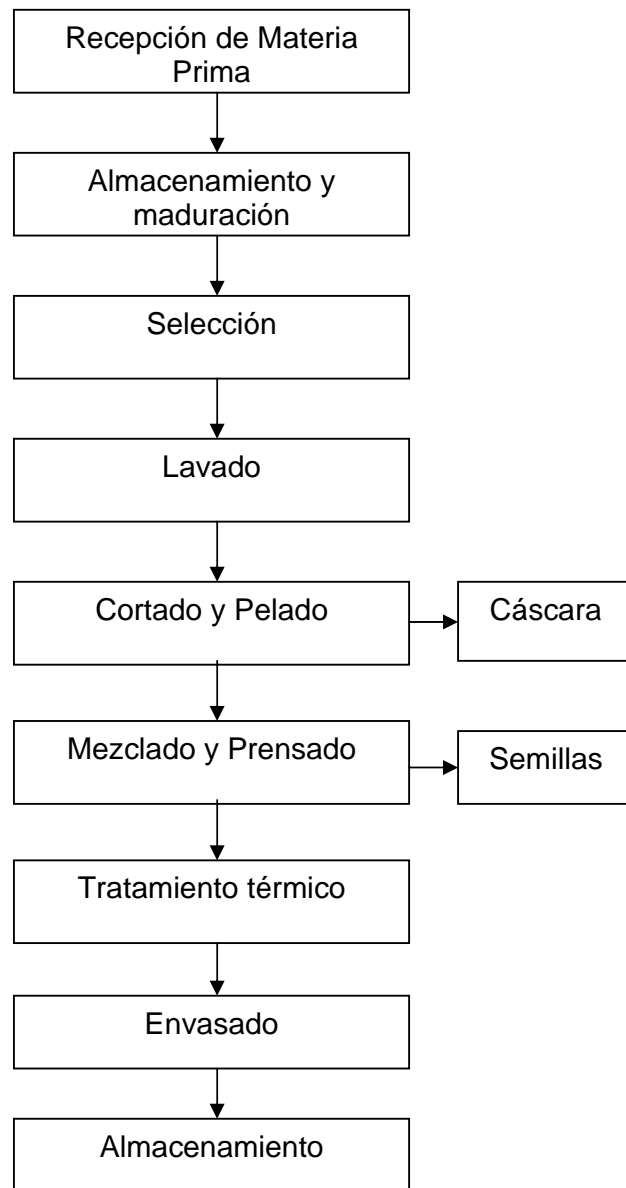 Recepción de Materia
Prima
Almacenamiento y
maduración
Selección
Lavado
Cortado y Pelado
Cáscara
Mezclado y Prensado
Semillas
Tratamiento térmico
Envasado
Almacenamiento